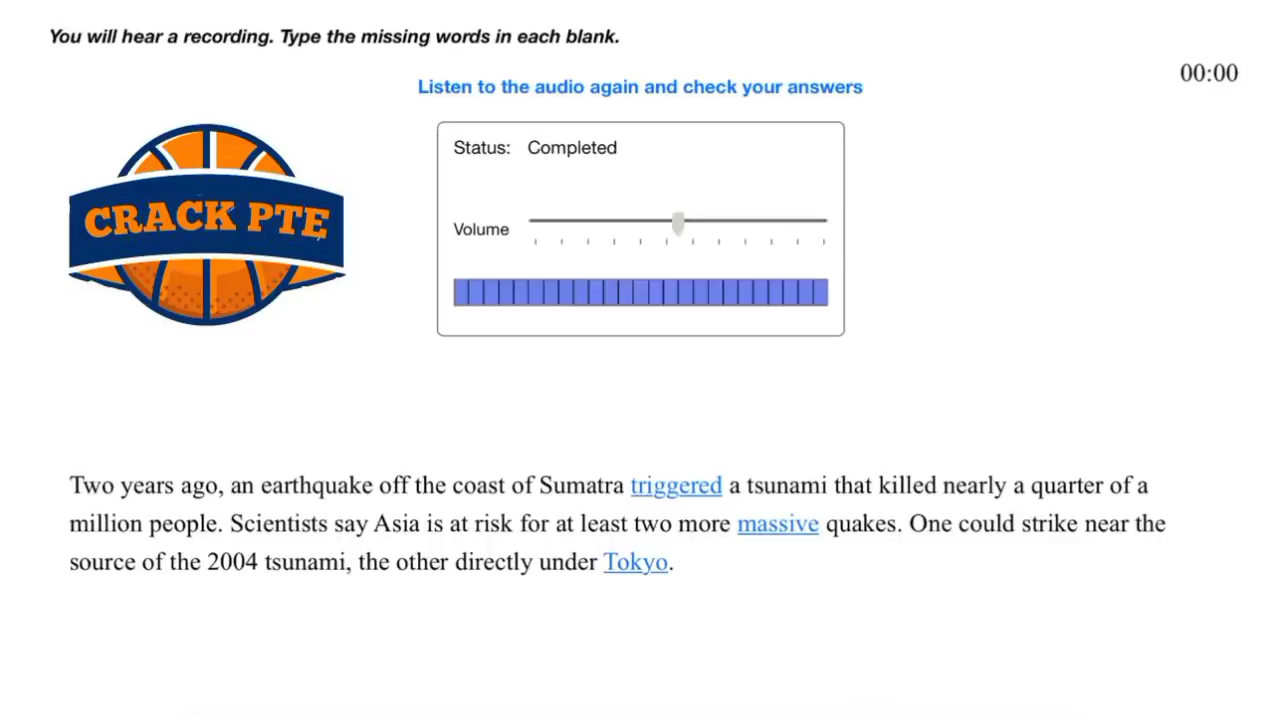 You will hear a recording. Type the missing words in each blank.
00:00
Listen to the audio again and check your answers
CRACK PTE
Status: Completed
Volume
Two years ago, an earthquake off the coast of Sumatra triggered a tsunami that killed nearly a quarter of a
million people. Scientists say Asia is at risk for at least two more massive quakes. One could strike near the
source of the 2004 tsunami, the other directly under Tokyo.